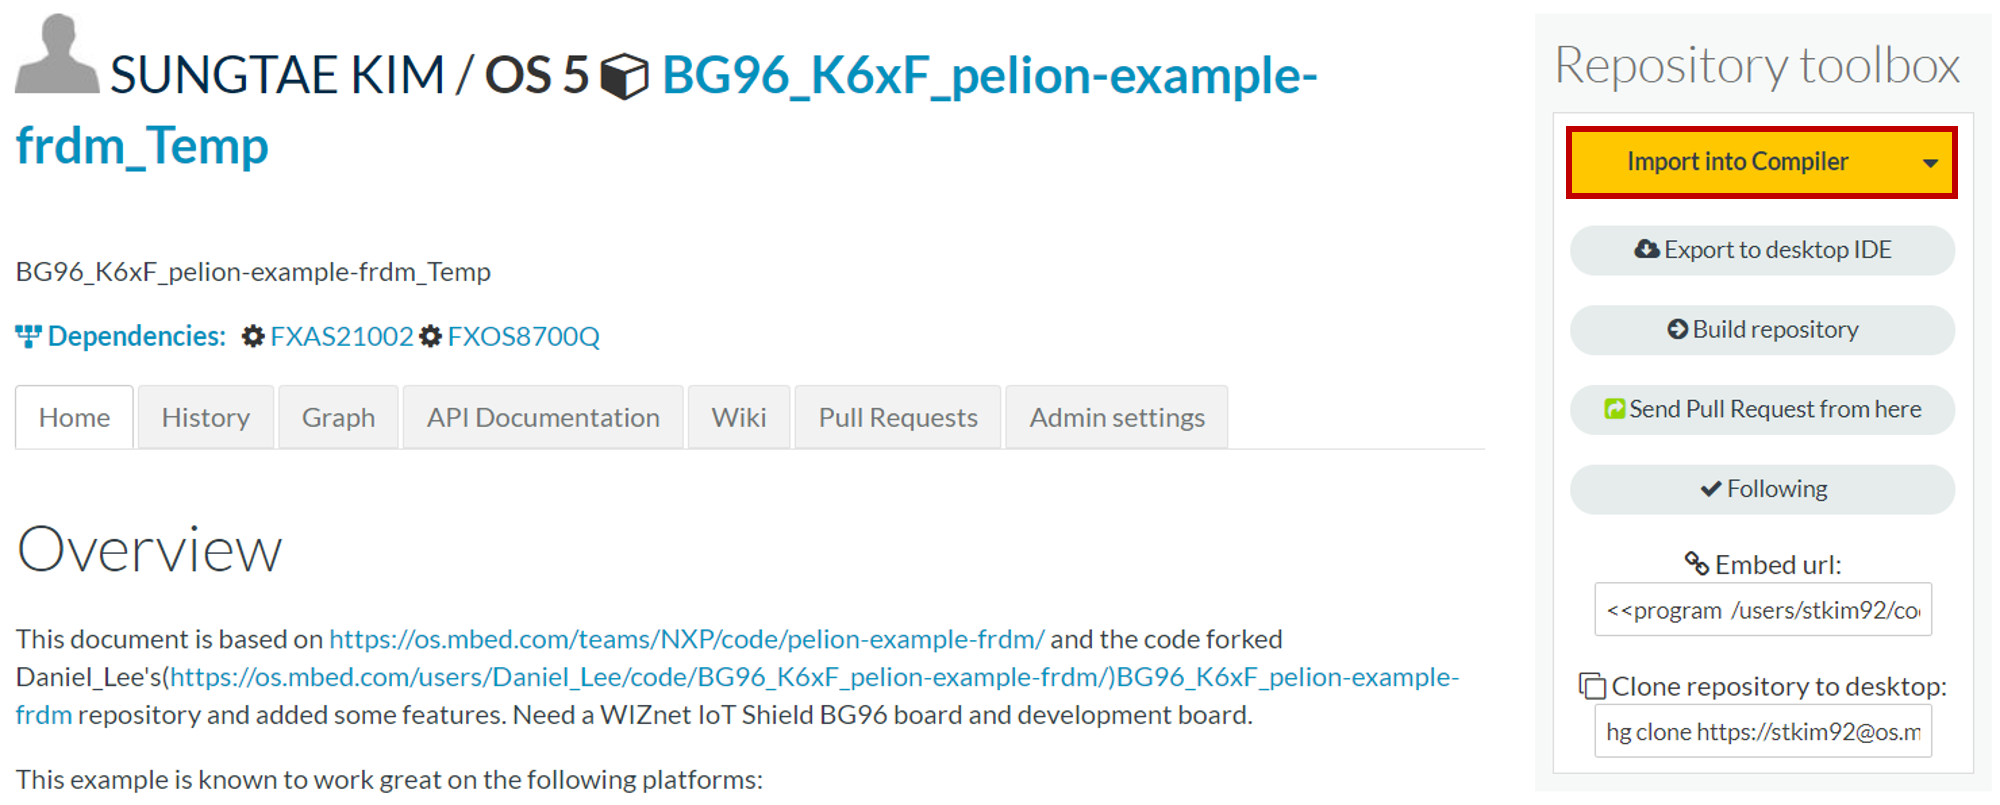 SUNGTAE KIM / OS 5 BG96_K6xF_pelion-example-
frdm_Temp
BG96_K6xF_pelion-example-frdm_Temp
Dependencies: FXAS21002 FXOS8700Q
Home History Graph API Documentation Wiki Pull Requests Admin settings
Overview
This document is based on https://os.mbed.com/teams/NXP/code/pelion-example-frdm/ and the code forked
Daniel_Lee's(https://os.mbed.com/users/Daniel_Lee/code/BG96_K6xF_pelion-example-frdm/)BG96_K6xF_pelion-example-
frdm repository and added some features. Need a WIZnet IoT Shield BG96 board and development board.
This example is known to work great on the following platforms:
Repository toolbox
Import into Compiler
Export to desktop IDE
Build repository
Send Pull Request from here
Following
Embed url:
<<program /users/stkim92/co
Clone repository to desktop:
hg clone https://stkim92@os.m